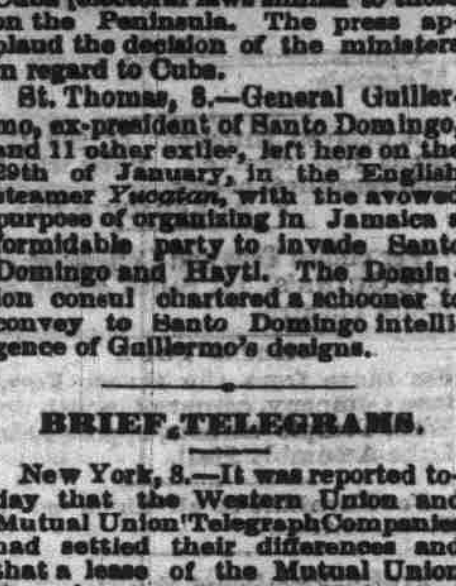 on the Peninsula. The press ap-
plaud the decision of the ministers
n regard to Cuba.
St. Thomas, 8.—General Guiller-
mo, ex-president of Santo Domingo,
and 11 other exiles, left here on the
29th of January, in the English
steamer Yucatan, with the avowed
purpose of organizing in Jamaica a
formidable party to invade Santo
Domingo and Hayti. The Domin-
ion consul chartered a schooner to
convey to Santo Domingo intelli
gence of Guillermo's designs.
BRIEF TELEGRAMS.
New York, 8.—It was reported to-
day that the Western Union and
Mutual Union Telegraph Companies
had settled their differences and
that a lease of the Mutual Union